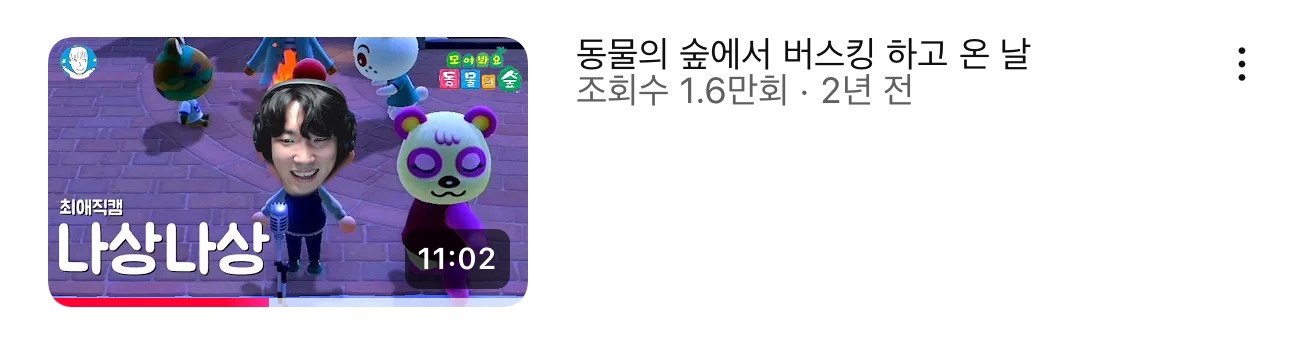 모여봐요
동물의 숲
최애직캠
나상나상
11:02
동물의 숲에서 버스킹 하고 온 날
조회수 1.6만회 · 2년 전